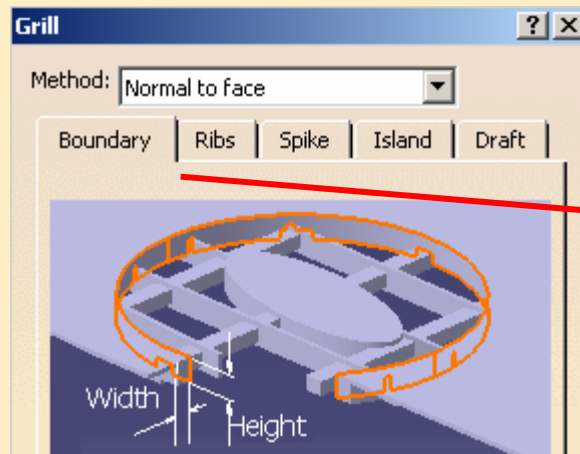 Grill
Method: Normal to face
Boundary Ribs Spike Island Draft
Width
Height